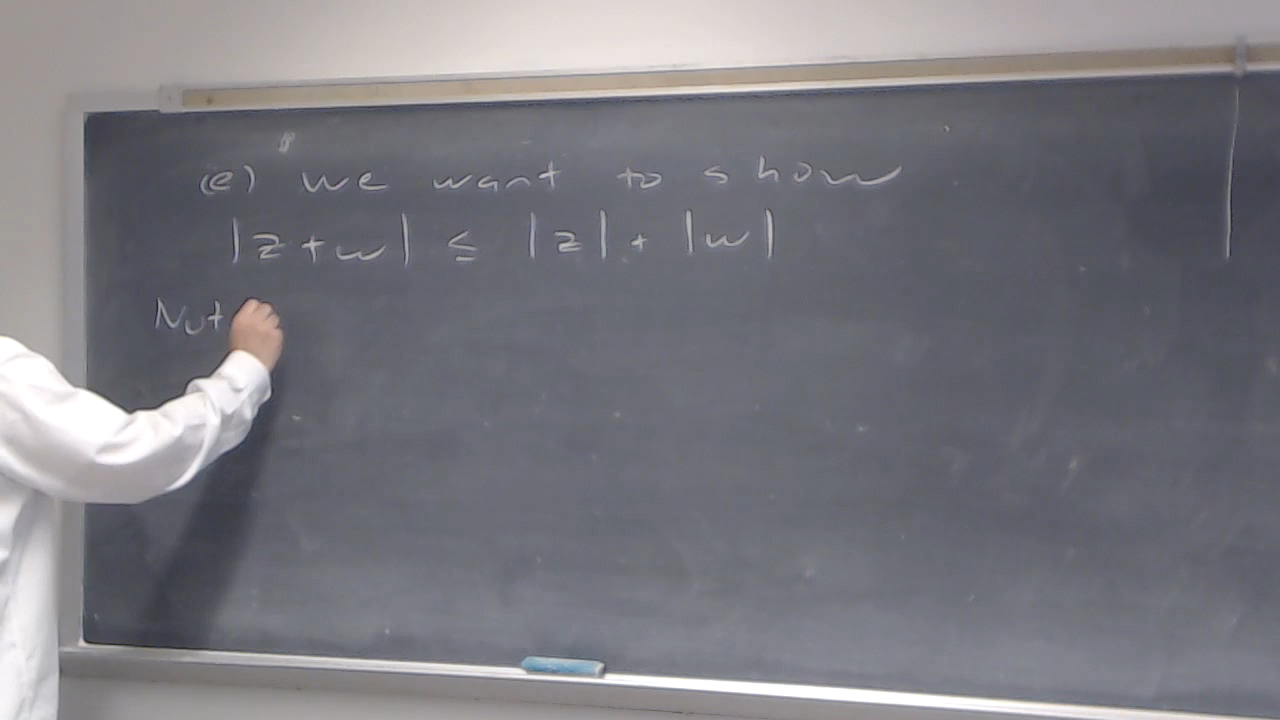 (e) we want to show
|z+w| ≤ |z| + |w|
Not